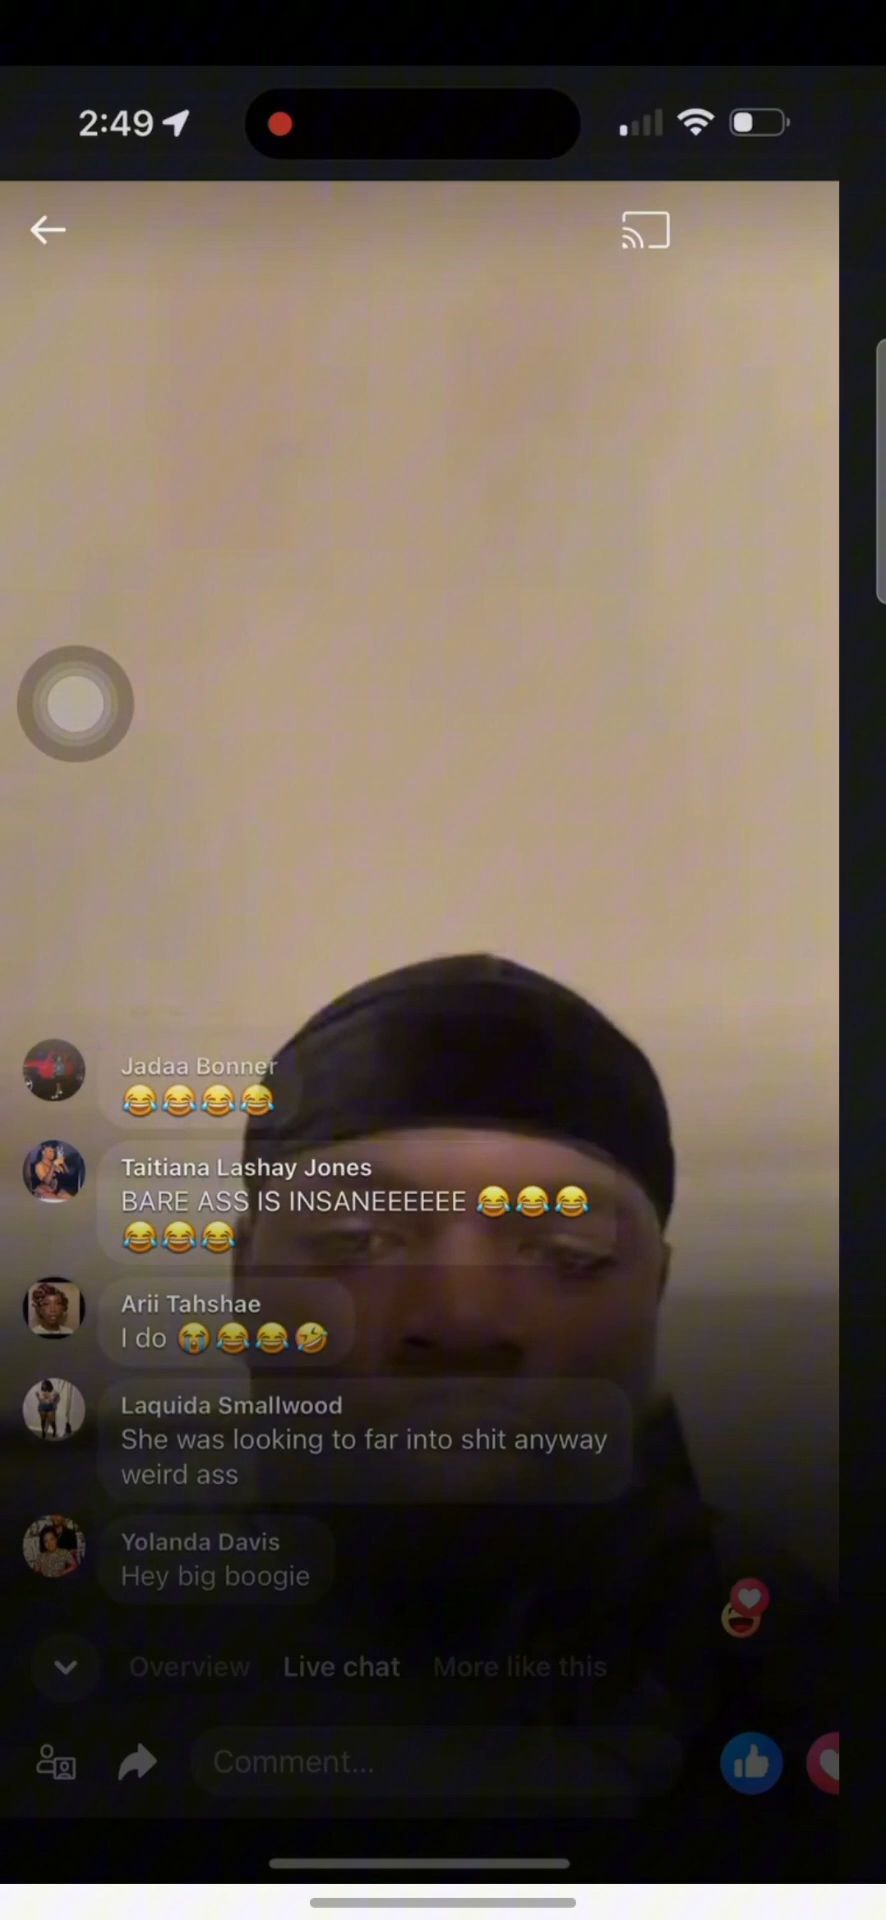 2:49
Jadaa Bonner
😂😂😂😂
Taitiana Lashay Jones
BARE ASS IS INSANEEEEEE 😂😂😂
😂😂😂
Arii Tahshae
I do 😭😂😂🤣
Laquida Smallwood
She was looking to far into shit anyway
weird ass
Yolanda Davis
Hey big boogie
Overview Live chat More like this
Comment...